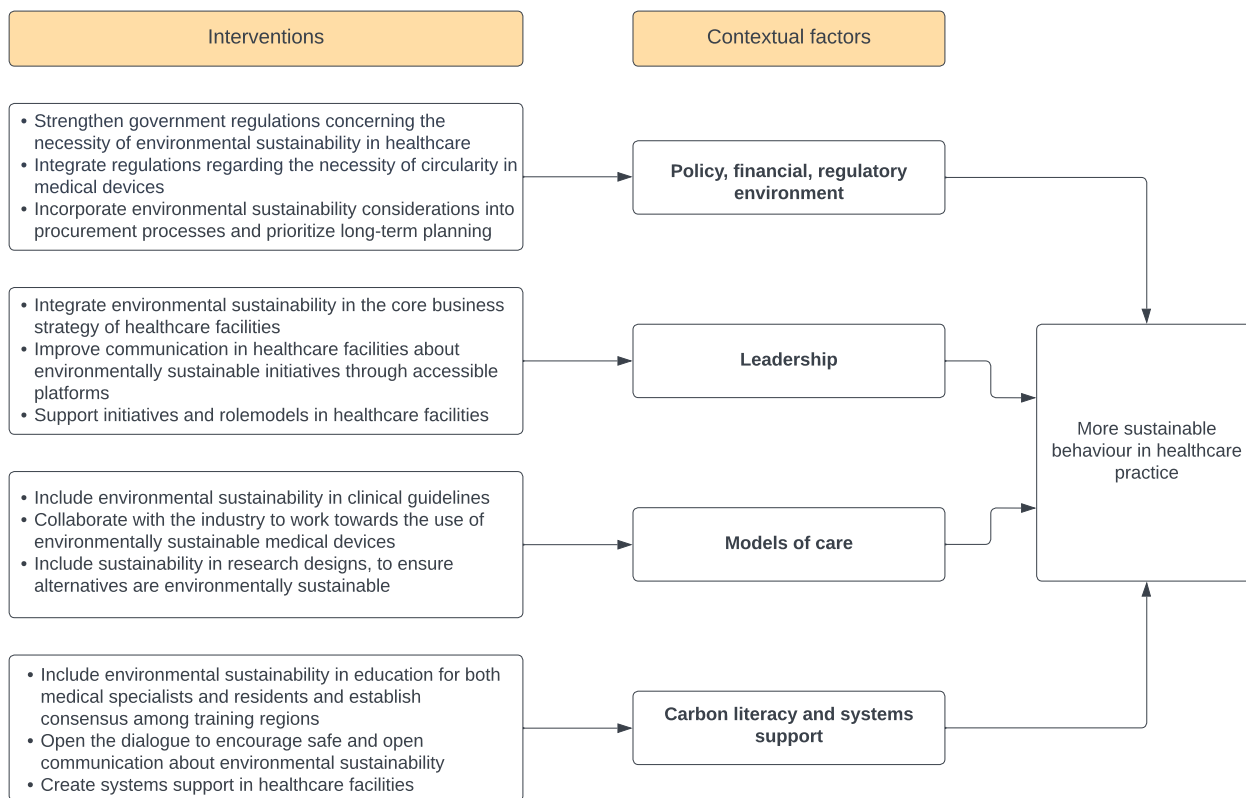 Interventions
Contextual factors
• Strengthen government regulations concerning the
necessity of environmental sustainability in healthcare
• Integrate regulations regarding the necessity of circularity in
medical devices
• Incorporate environmental sustainability considerations into
procurement processes and prioritize long-term planning
Policy, financial, regulatory
environment
• Integrate environmental sustainability in the core business
strategy of healthcare facilities
• Improve communication in healthcare facilities about
environmentally sustainable initiatives through accessible
platforms
• Support initiatives and rolemodels in healthcare facilities
Leadership
More sustainable
behaviour in healthcare
practice
• Include environmental sustainability in clinical guidelines
• Collaborate with the industry to work towards the use of
environmentally sustainable medical devices
• Include sustainability in research designs, to ensure
alternatives are environmentally sustainable
Models of care
• Include environmental sustainability in education for both
medical specialists and residents and establish
consensus among training regions
• Open the dialogue to encourage safe and open
communication about environmental sustainability
• Create systems support in healthcare facilities
Carbon literacy and systems
support